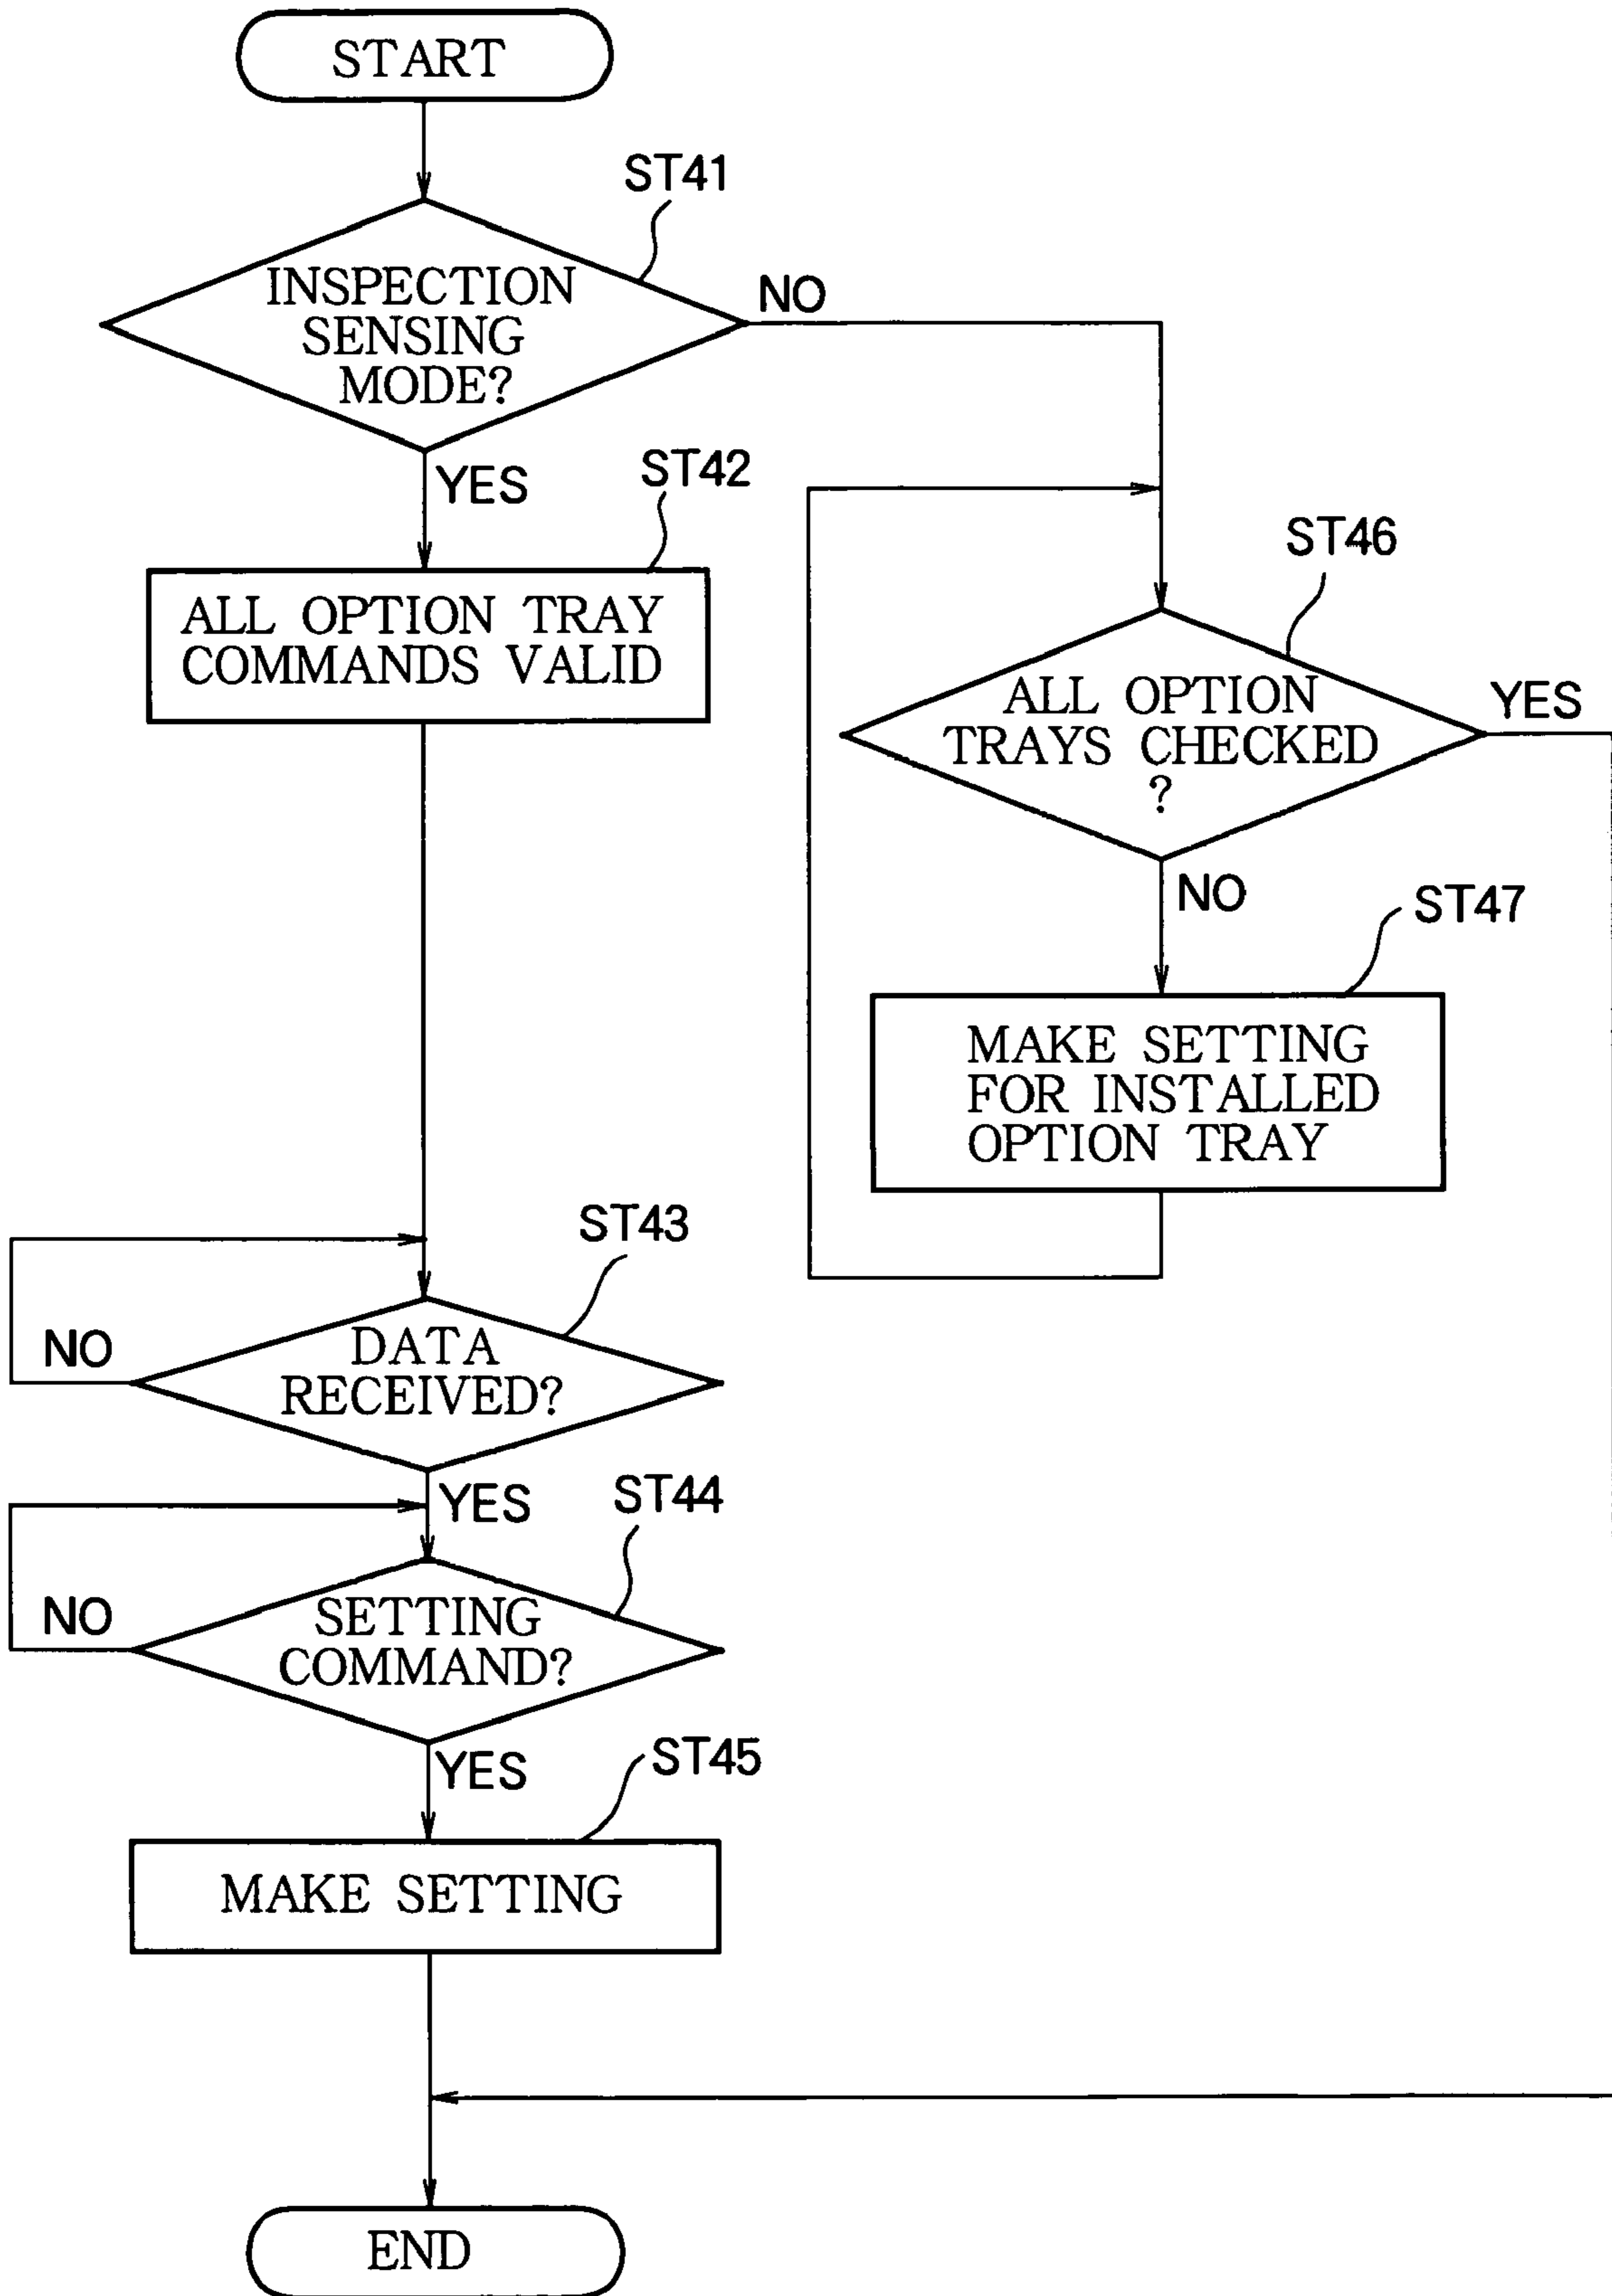 START
ST41
INSPECTION
SENSING
MODE?
NO
YES
ST42
ALL OPTION TRAY
COMMANDS VALID
ST46
ALL OPTION
TRAYS CHECKED
?
YES
NO
ST47
MAKE SETTING
FOR INSTALLED
OPTION TRAY
ST43
DATA
RECEIVED?
NO
YES
ST44
SETTING
COMMAND?
NO
YES
ST45
MAKE SETTING
END